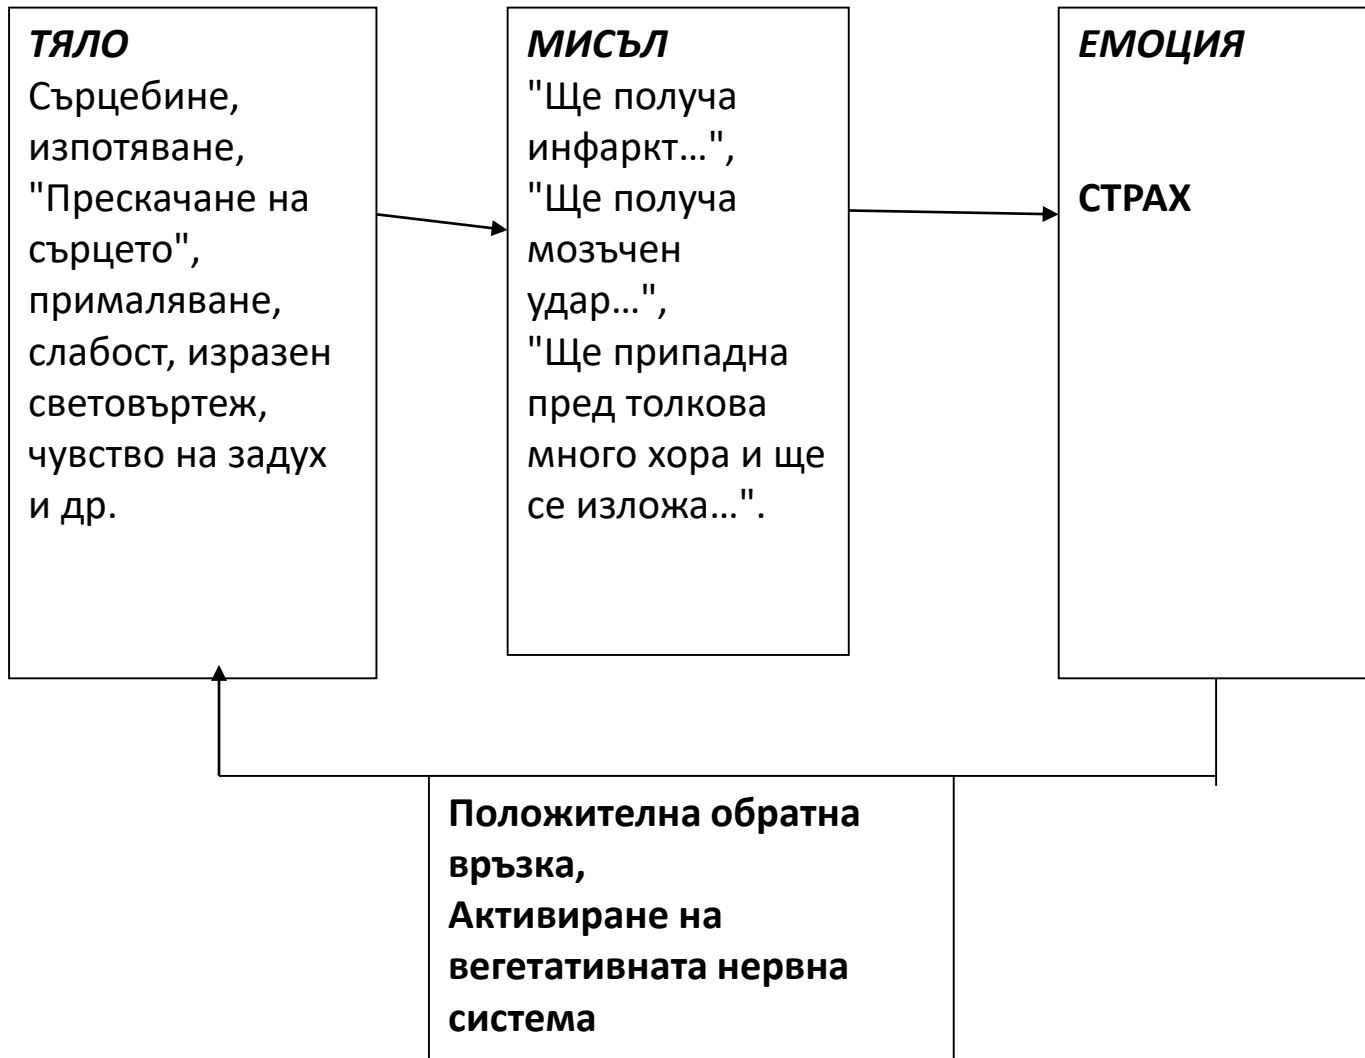 ТЯЛО
Сърцебине,
изпотяване,
"Прескачане на
сърцето",
прималяване,
слабост, изразен
световъртеж,
чувство на задух
и др.
МИСЪЛ
"Ще получа
инфаркт…",
"Ще получа
мозъчен
удар…",
"Ще припадна
пред толкова
много хора и ще
се изложа…".
ЕМОЦИЯ
СТРАХ
Положителна обратна
връзка,
Активиране на
вегетативната нервна
система